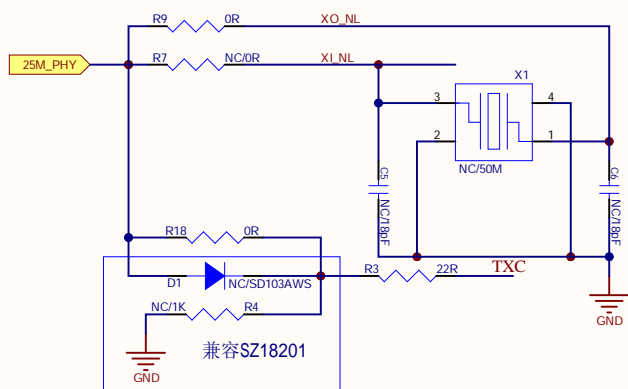 R9 0R XO_NL
25M_PHY
R7 NC/0R XI_NL
X1
3 4
2 1
NC/50M
C5 NC/18pF
C6 NC/18pF
R18 0R
D1 NC/SD103AWS
R3 22R TXC
NC/1K R4
兼容SZ18201
GND
GND